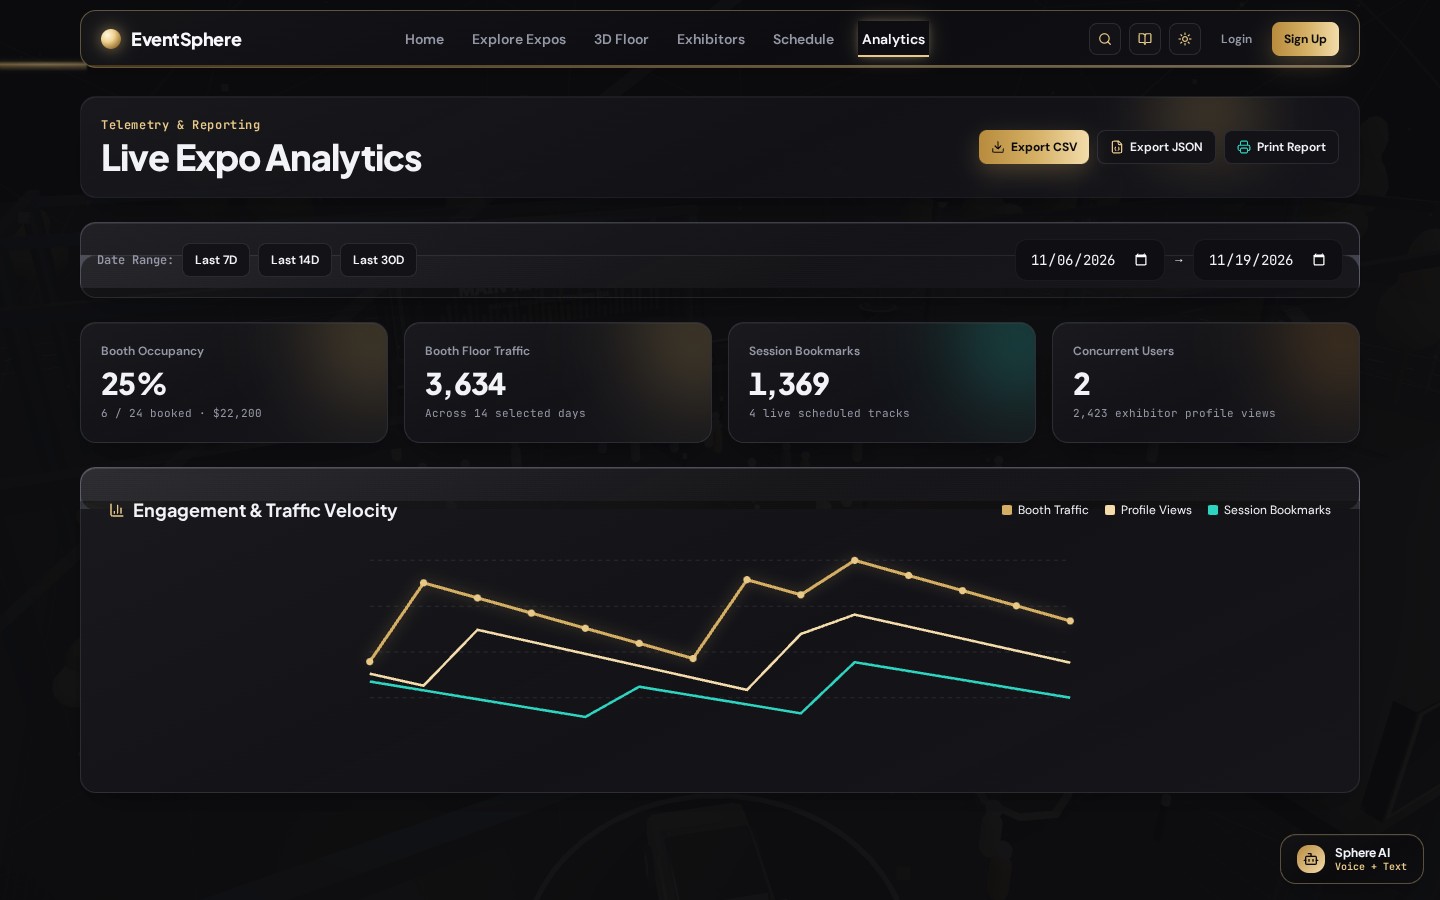 EventSphere
Home
Explore Expos
3D Floor
Exhibitors
Schedule
Analytics
Login
Sign Up
Telemetry & Reporting
Live Expo Analytics
Export CSV
Export JSON
Print Report
Date Range:
Last 7D
Last 14D
Last 30D
11/06/2026
→
11/19/2026
Booth Occupancy
25%
6 / 24 booked · $22,200
Booth Floor Traffic
3,634
Across 14 selected days
Session Bookmarks
1,369
4 live scheduled tracks
Concurrent Users
2
2,423 exhibitor profile views
Engagement & Traffic Velocity
Booth Traffic
Profile Views
Session Bookmarks
Sphere AI
Voice + Text